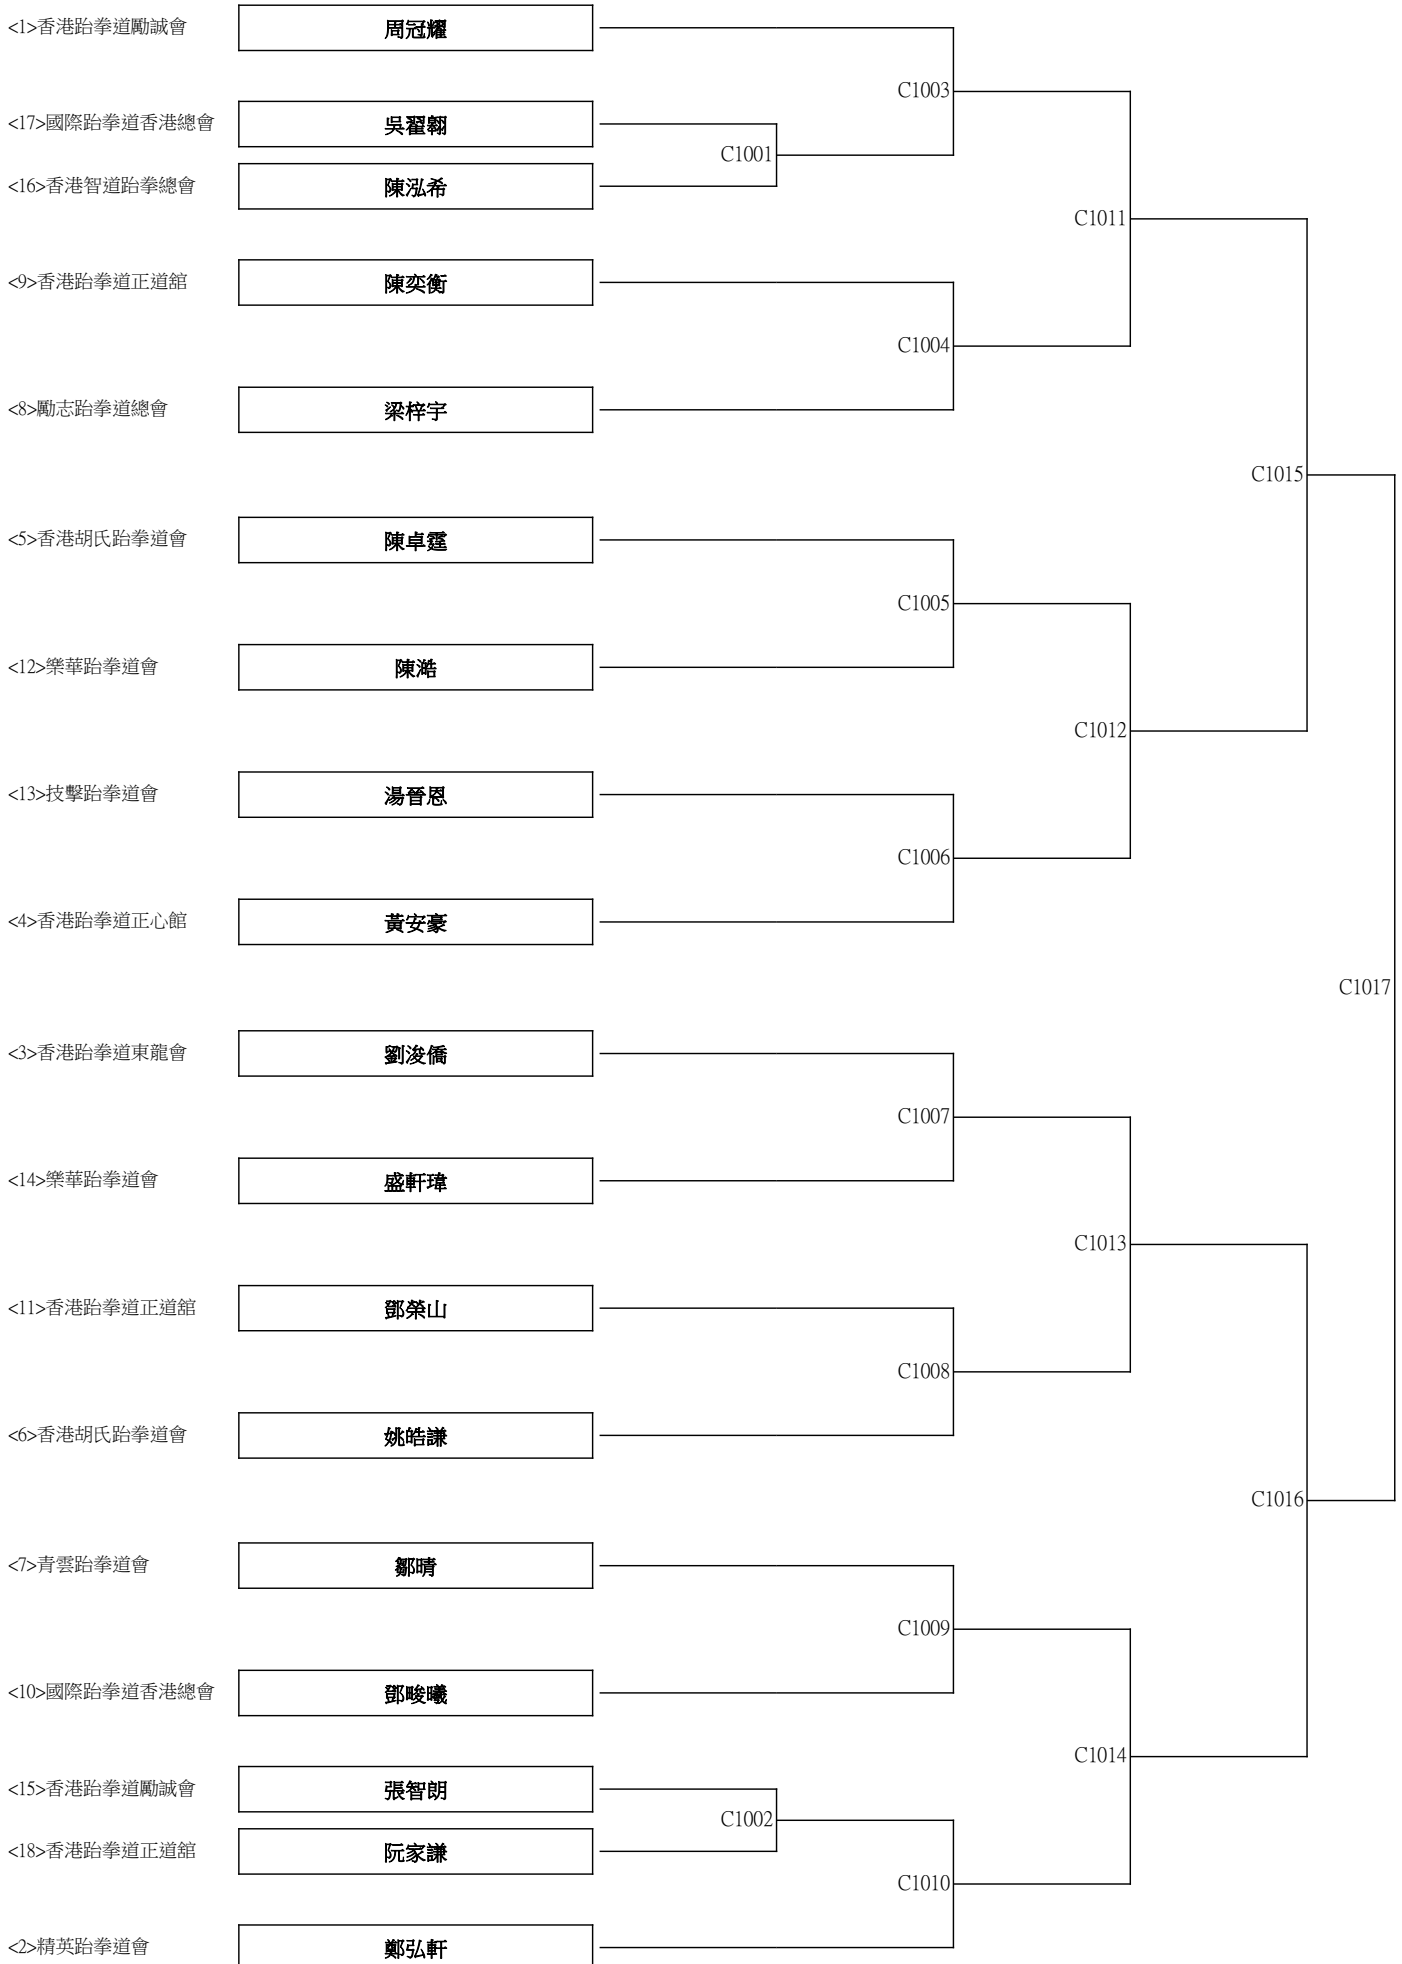 <1>香港跆拳道勵誠會 周冠耀
C1003
<17>國際跆拳道香港總會 吳翟翱
C1001
<16>香港智道跆拳總會 陳泓希
C1011
<9>香港跆拳道正道舘 陳奕衡
C1004
<8>勵志跆拳道總會 梁梓宇
C1015
<5>香港胡氏跆拳道會 陳卓霆
C1005
<12>樂華跆拳道會 陳澔
C1012
<13>技擊跆拳道會 湯晉恩
C1006
<4>香港跆拳道正心館 黃安豪
C1017
<3>香港跆拳道東龍會 劉浚僑
C1007
<14>樂華跆拳道會 盛軒瑋
C1013
<11>香港跆拳道正道舘 鄧榮山
C1008
<6>香港胡氏跆拳道會 姚皓謙
C1016
<7>青雲跆拳道會 鄒晴
C1009
<10>國際跆拳道香港總會 鄧畯曦
C1014
<15>香港跆拳道勵誠會 張智朗
C1002
<18>香港跆拳道正道舘 阮家謙
C1010
<2>精英跆拳道會 鄭弘軒